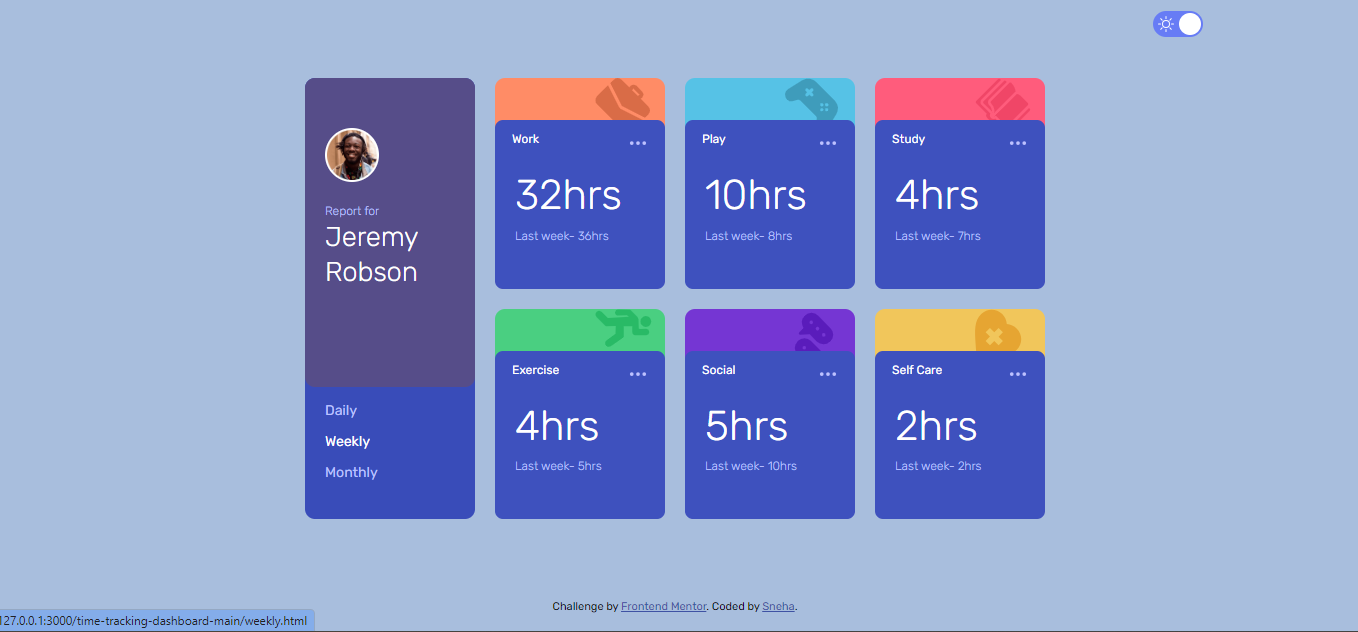 Report for
Jeremy
Robson
Daily
Weekly
Monthly
Work
32hrs
Last week- 36hrs
Play
10hrs
Last week- 8hrs
Study
4hrs
Last week- 7hrs
Exercise
4hrs
Last week- 5hrs
Social
5hrs
Last week- 10hrs
Self Care
2hrs
Last week- 2hrs
Challenge by Frontend Mentor. Coded by Sneha.
127.0.0.1:3000/time-tracking-dashboard-main/weekly.html